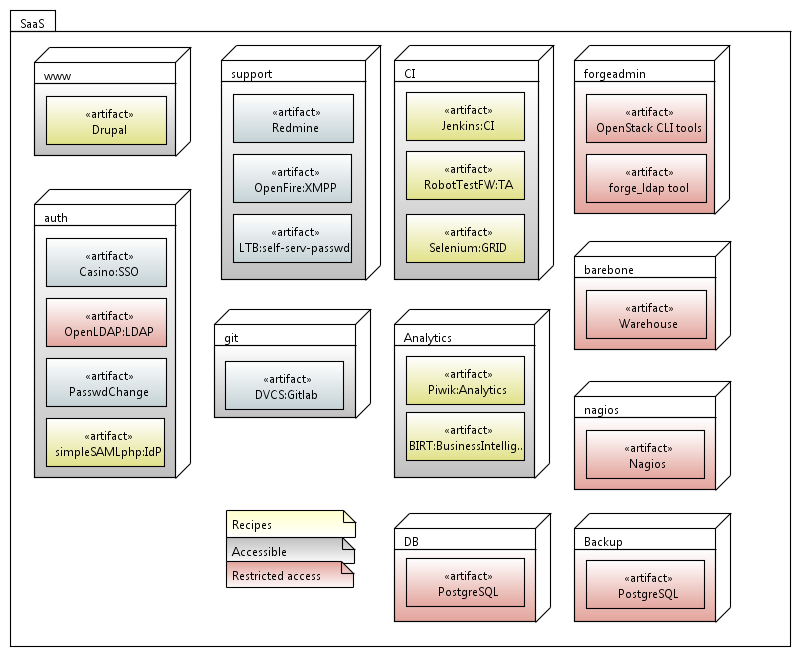 SaaS
www
«artifact»
Drupal
support
«artifact»
Redmine
«artifact»
OpenFire:XMPP
«artifact»
LTB:self-serv-passwd
CI
«artifact»
Jenkins:CI
«artifact»
RobotTestFW:TA
«artifact»
Selenium:GRID
forgeadmin
«artifact»
OpenStack CLI tools
«artifact»
forge_ldap tool
auth
«artifact»
Casino:SSO
«artifact»
OpenLDAP:LDAP
«artifact»
PasswdChange
«artifact»
simpleSAMLphp:IdP
git
«artifact»
DVCS:Gitlab
Analytics
«artifact»
Piwik:Analytics
«artifact»
BIRT:BusinessIntellig..
barebone
«artifact»
Warehouse
nagios
«artifact»
Nagios
Recipes
Accessible
Restricted access
DB
«artifact»
PostgreSQL
Backup
«artifact»
PostgreSQL